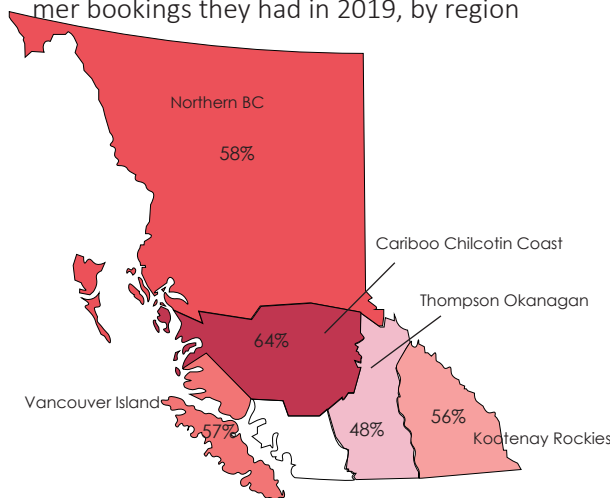 mer bookings they had in 2019, by region
Northern BC
58%
Cariboo Chilcotin Coast
Thompson Okanagan
64%
Vancouver Island
57%
48%
56%
Kootenay Rockies